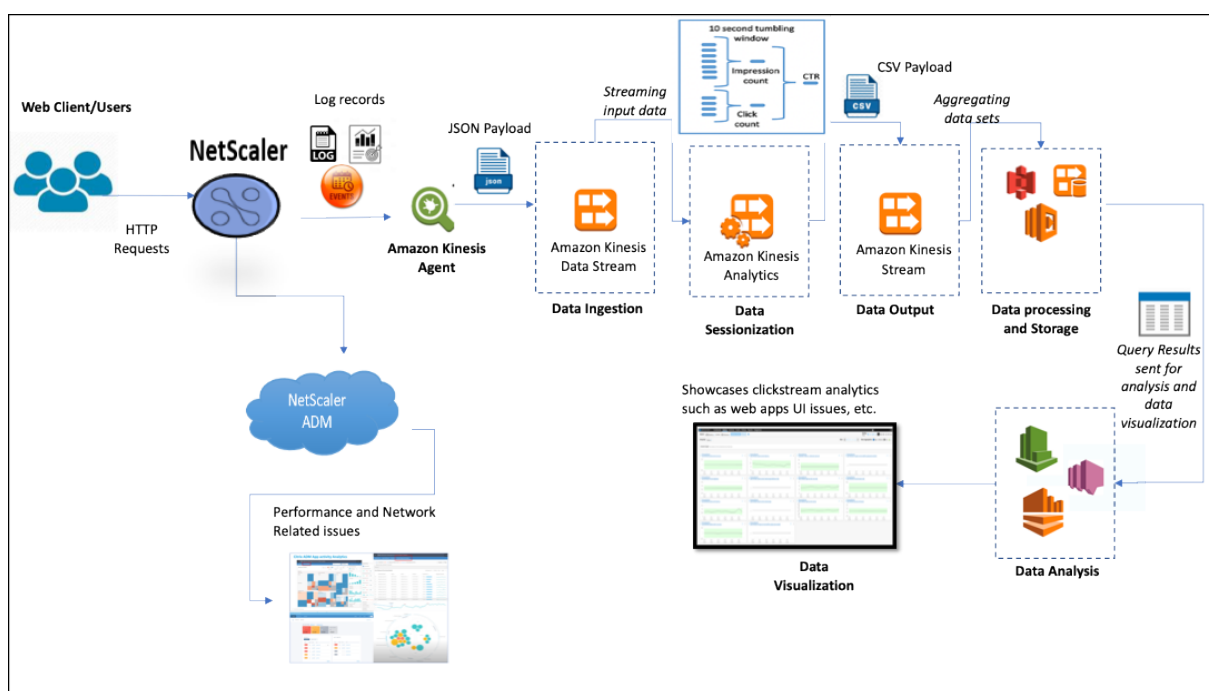 10 second tumbling
window
Impression
count
CTR
Click
count
CSV Payload
CSV
Streaming
input data
Aggregating
data sets
Web Client/Users
Log records
LOG
EVENTS
NetScaler
JSON Payload
json
HTTP
Requests
Amazon Kinesis
Agent
Amazon Kinesis
Data Stream
Data Ingestion
Amazon Kinesis
Analytics
Data
Sessionization
Amazon Kinesis
Stream
Data Output
Data processing
and Storage
Query Results
sent for
analysis and
data
visualization
NetScaler
ADM
Showcases clickstream analytics
such as web apps UI issues, etc.
Performance and Network
Related issues
Data
Visualization
Data Analysis